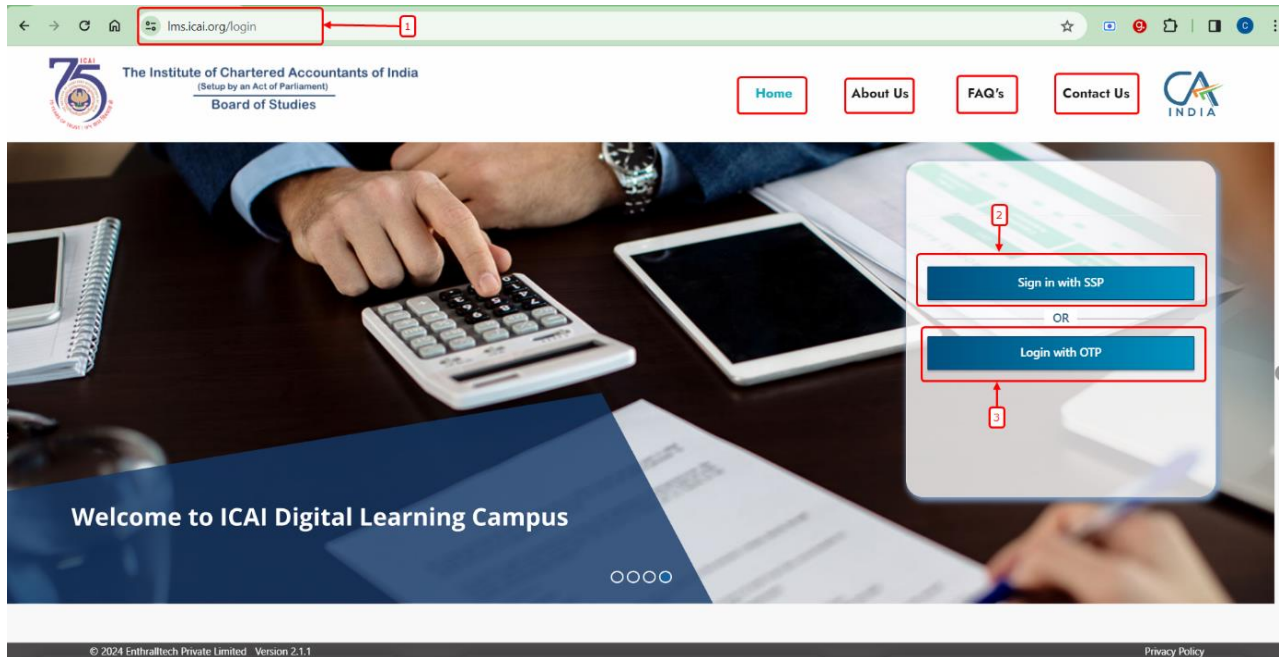 lms.icai.org/login
1
ICAI
75
The Institute of Chartered Accountants of India
(Setup by an Act of Parliament)
Board of Studies
Home
About Us
FAQ's
Contact Us
CA
INDIA
2
Sign in with SSP
OR
Login with OTP
3
Welcome to ICAI Digital Learning Campus
© 2024 Enthralltech Private Limited Version 2.1.1
Privacy Policy